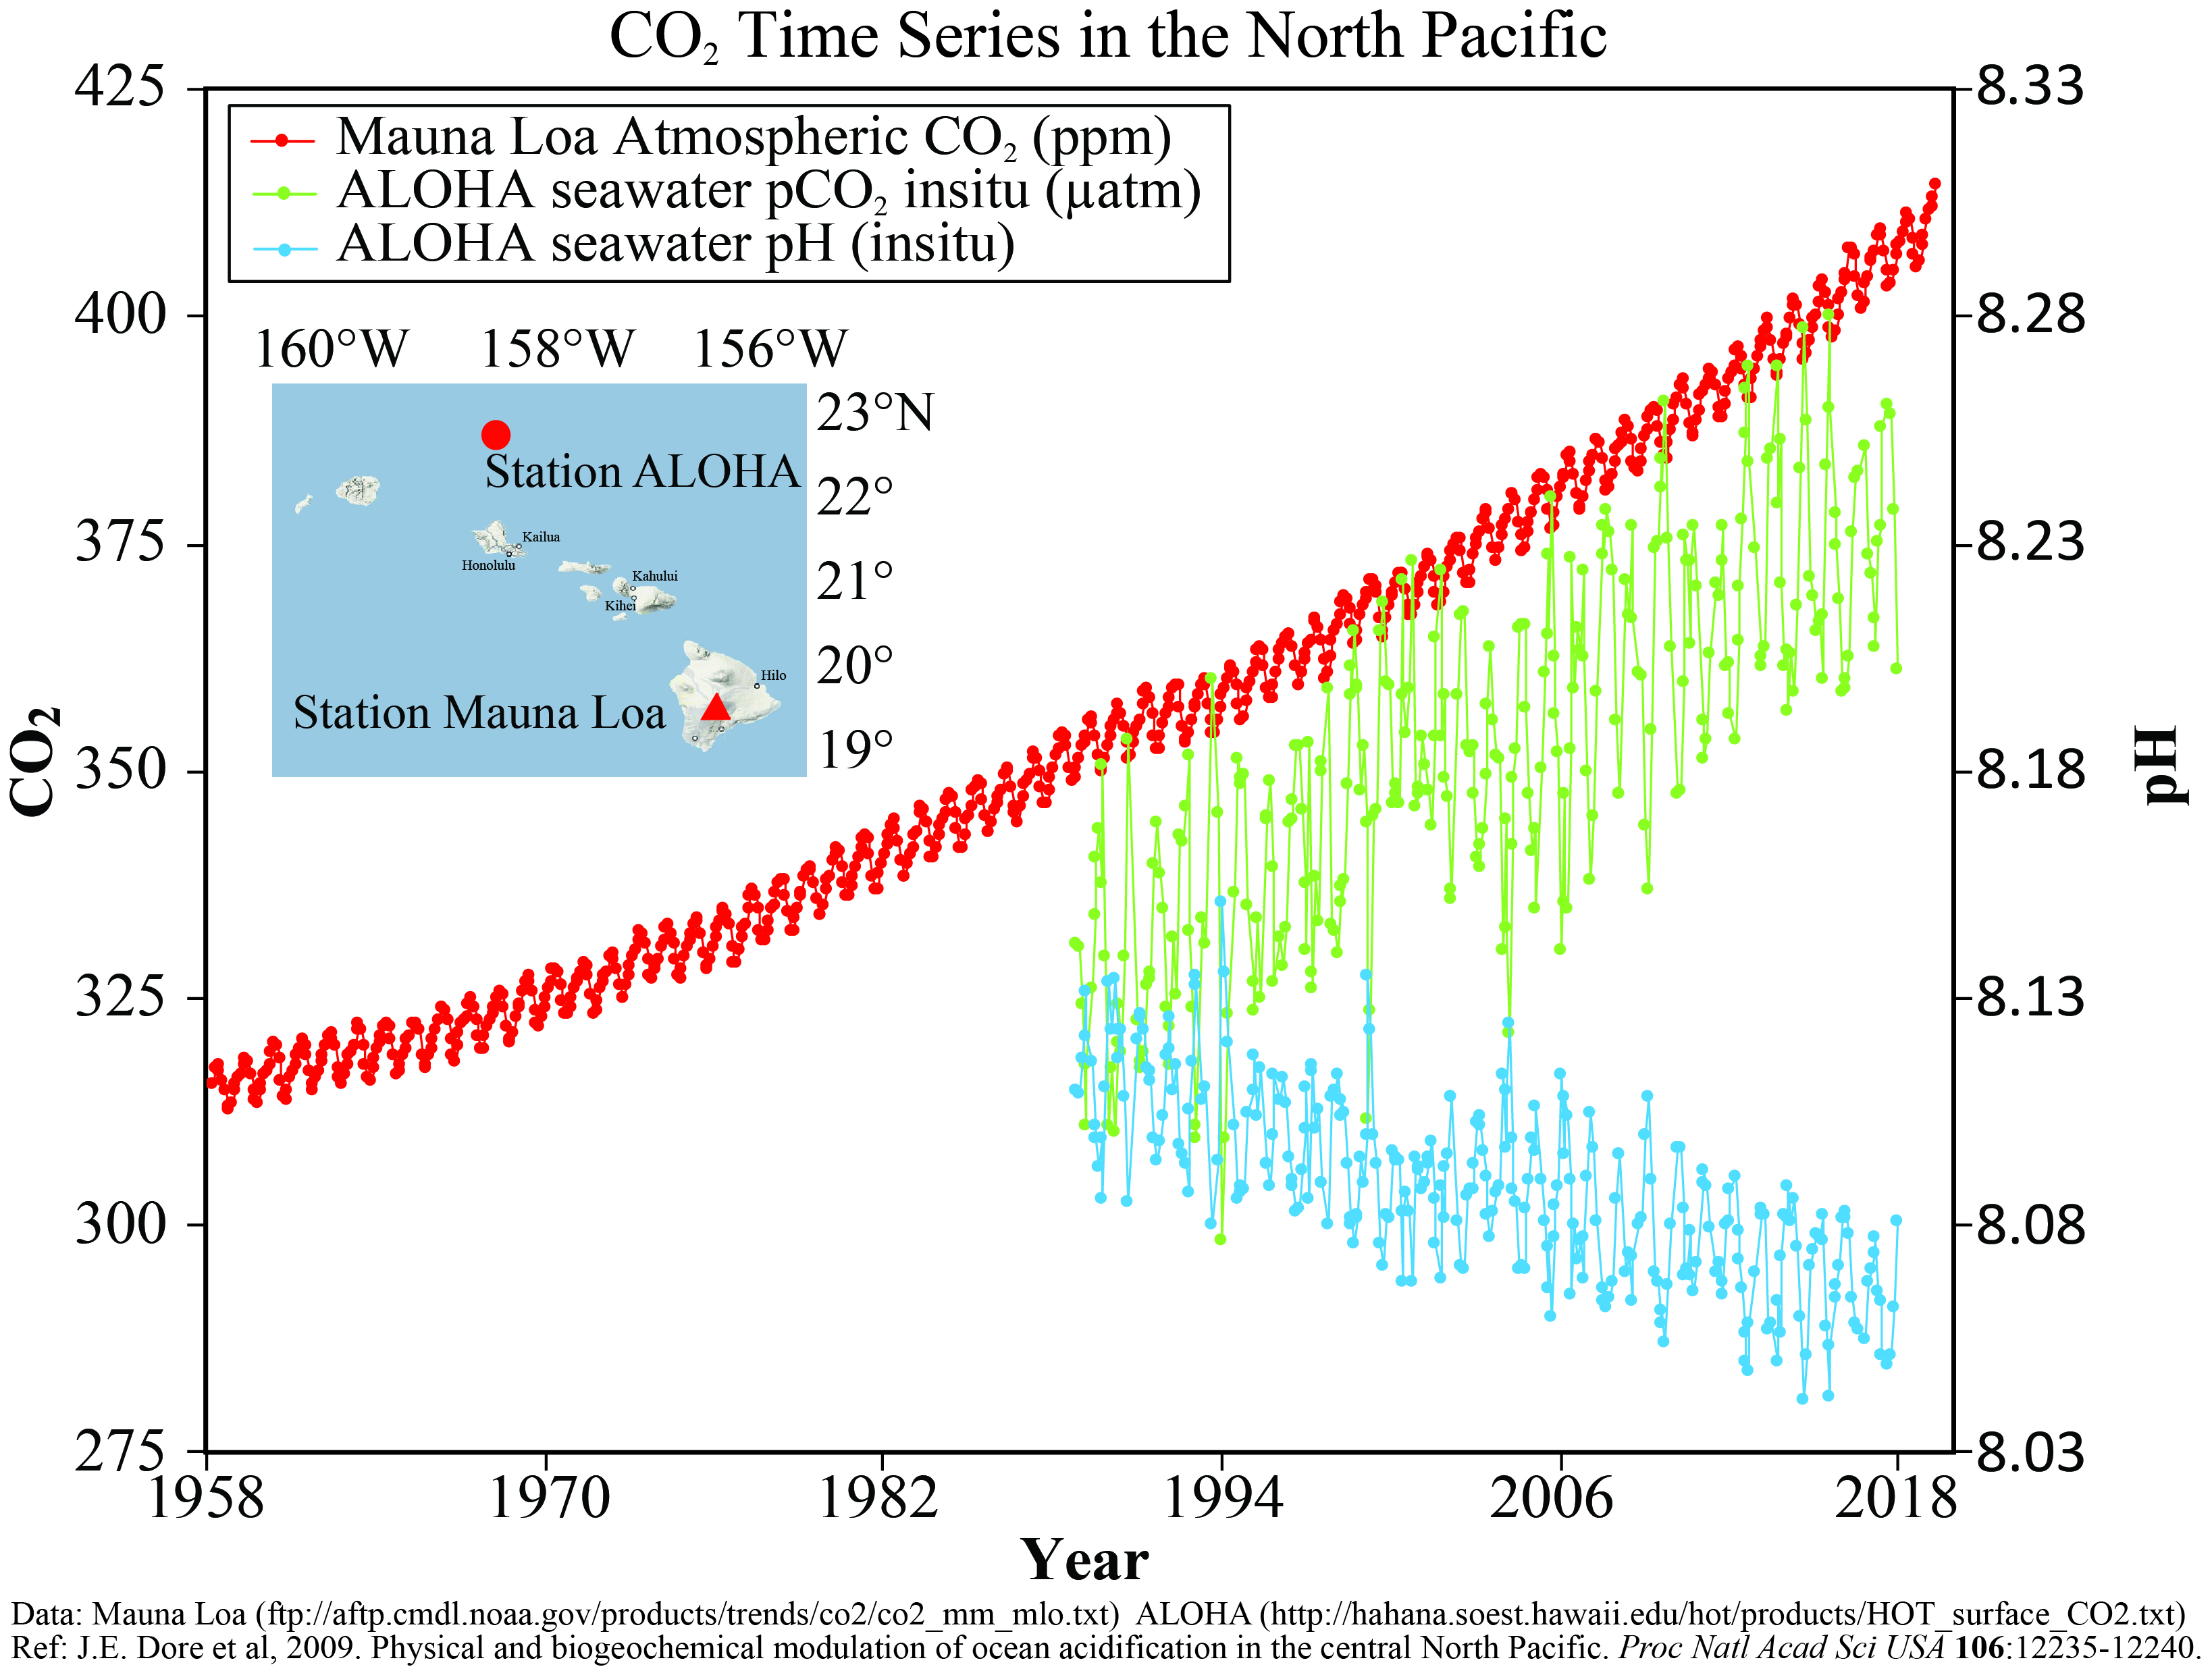 CO₂ Time Series in the North Pacific
425
400
375
350
325
300
275
CO₂
8.33
8.28
8.23
8.18
8.13
8.08
8.03
pH
Mauna Loa Atmospheric CO₂ (ppm)
ALOHA seawater pCO₂ insitu (µatm)
ALOHA seawater pH (insitu)
160°W 158°W 156°W
23°N
Station ALOHA
22°
Kailua
Honolulu
21°
Kahului
Kihei
20°
Hilo
Station Mauna Loa
19°
1958 1970 1982 1994 2006 2018
Year
Data: Mauna Loa (ftp://aftp.cmdl.noaa.gov/products/trends/co2/co2_mm_mlo.txt) ALOHA (http://hahana.soest.hawaii.edu/hot/products/HOT_surface_CO2.txt)
Ref: J.E. Dore et al, 2009. Physical and biogeochemical modulation of ocean acidification in the central North Pacific. Proc Natl Acad Sci USA 106:12235-12240.